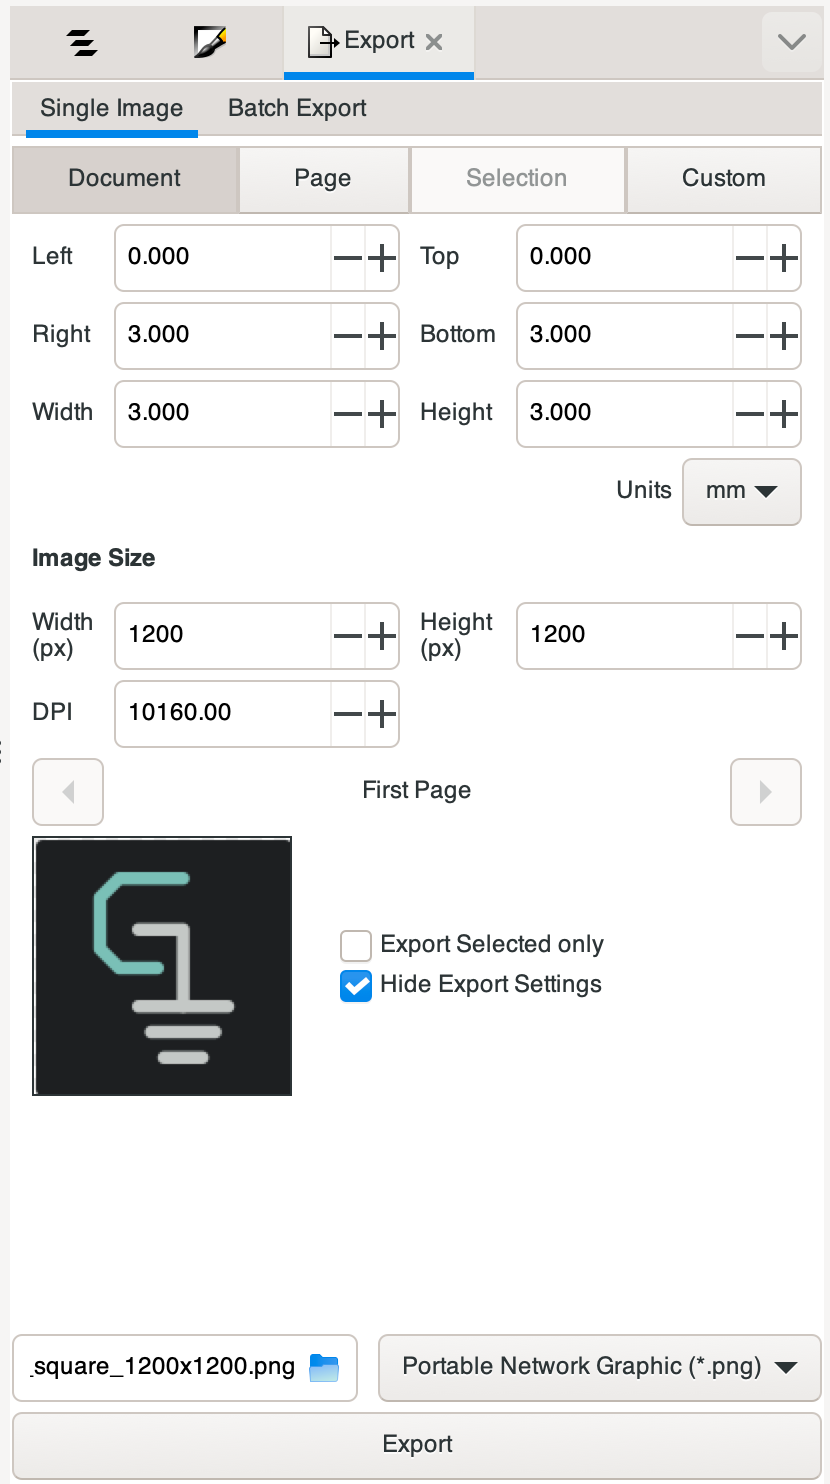 Export
Single Image Batch Export
Document Page Selection Custom
Left 0.000 Top 0.000
Right 3.000 Bottom 3.000
Width 3.000 Height 3.000
Units mm
Image Size
Width (px) 1200 Height (px) 1200
DPI 10160.00
First Page
Export Selected only
Hide Export Settings
_square_1200x1200.png Portable Network Graphic (*.png)
Export